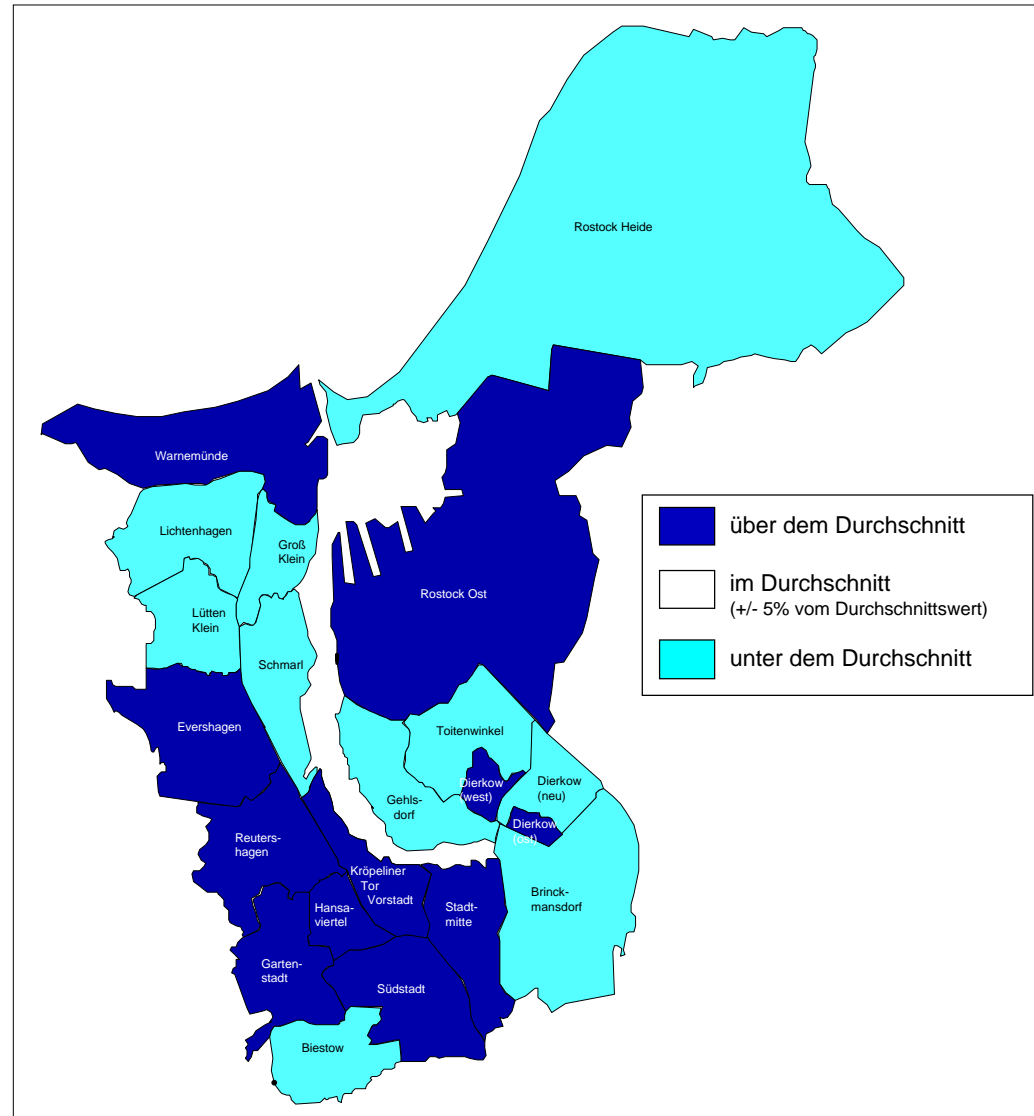 Rostock Heide
Warnemünde
Lichtenhagen
Groß
Klein
Lütten
Klein
Schmarl
Rostock Ost
über dem Durchschnitt
im Durchschnitt
(+/- 5% vom Durchschnittswert)
unter dem Durchschnitt
Evershagen
Toitenwinkel
Dierkow
(west)
Dierkow
(neu)
Gehls-
dorf
Dierkow
(ost)
Reuters-
hagen
Kröpeliner
Tor
Vorstadt
Hansa-
viertel
Stadt-
mitte
Brinck-
mansdorf
Garten-
stadt
Südstadt
Biestow